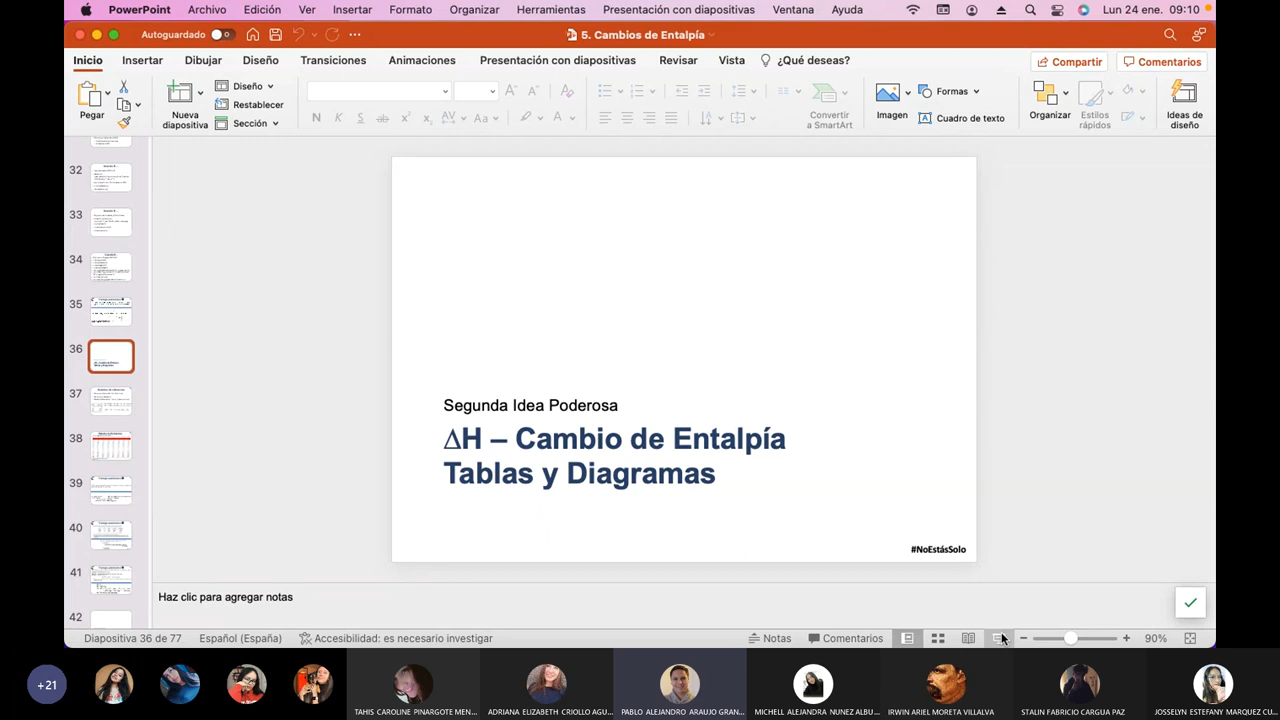 PowerPoint Archivo Edición Ver Insertar Formato Organizar Herramientas Presentación con diapositivas Ventana Ayuda Lun 24 ene. 09:10
Autoguardado 5. Cambios de Entalpía
Inicio Insertar Dibujar Diseño Transiciones Animaciones Presentación con diapositivas Revisar Vista ¿Qué deseas? Compartir Comentarios
Pegar
Nueva
diapositiva
Diseño
Restablecer
Sección
N
Convertir
a SmartArt
Imagen
Formas
Cuadro de texto
Organizar
Estilos
rápidos
Ideas de
diseño
32
33
34
35
36
37
38
39
40
41
42
Segunda Idea Poderosa
ΔH – Cambio de Entalpía
Tablas y Diagramas
#NoEstásSolo
Haz clic para agregar notas
Diapositiva 36 de 77 Español (España) Accesibilidad: es necesario investigar Notas Comentarios 90%
+21
TAHIS CAROLINE PINARGOTE MEN...
ADRIANA ELIZABETH CRIOLLO AGU...
PABLO ALEJANDRO ARAUJO GRAN...
MICHELL ALEJANDRA NUNEZ ALBU...
IRWIN ARIEL MORETA VILLALVA
STALIN FABRICIO CARGUA PAZ
JOSSELYN ESTEFANY MARQUEZ CU...